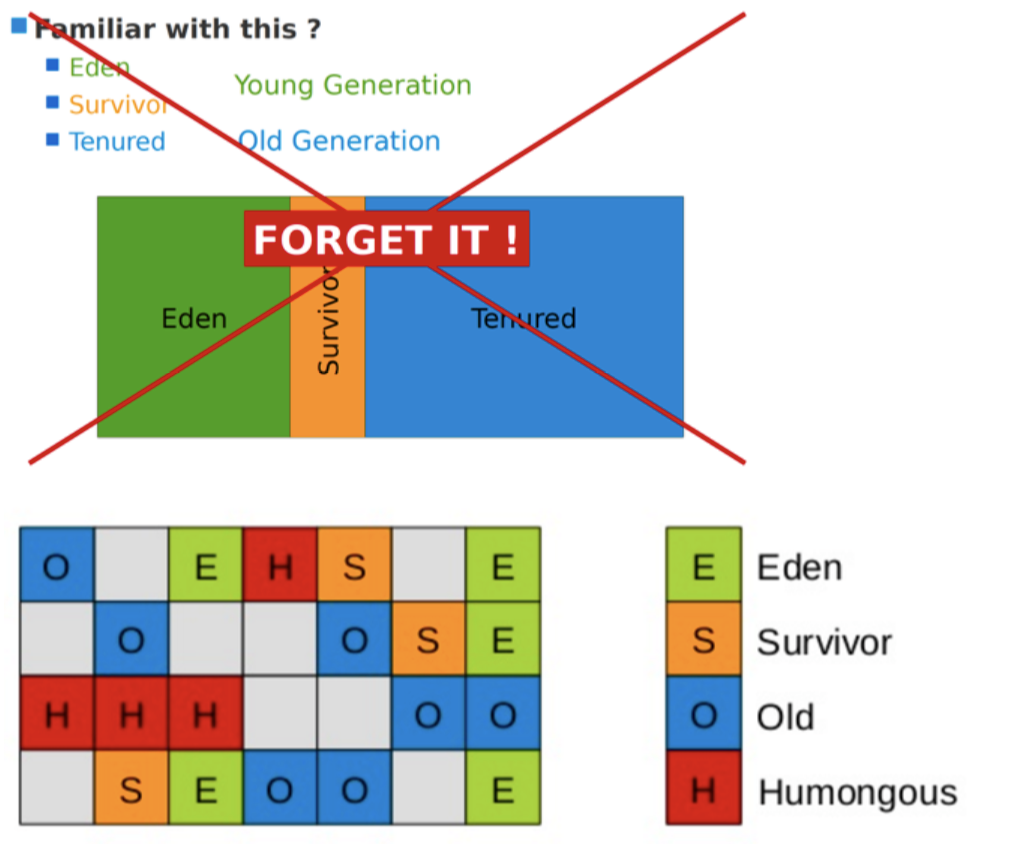 Familiar with this ?
Eden
Young Generation
Survivor
Tenured
Old Generation
FORGET IT !
Eden
Survivor
Tenured
O E H S E
O O S E
H H H O O
S E O O E
E Eden
S Survivor
O Old
H Humongous